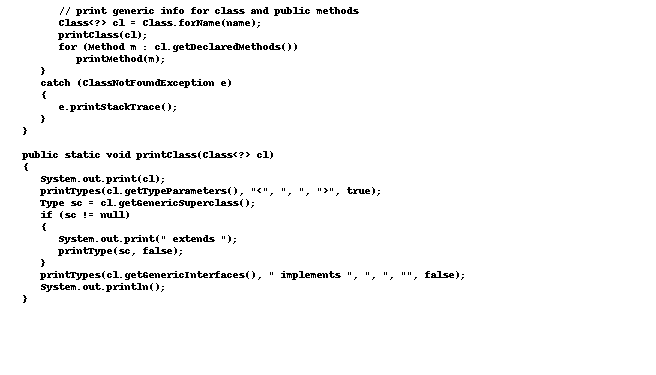 // print generic info for class and public methods
Class<?> cl = Class.forName(name);
printClass(cl);
for (Method m : cl.getDeclaredMethods())
printMethod(m);
}
catch (ClassNotFoundException e)
{
e.printStackTrace();
}
}
public static void printClass(Class<?> cl)
{
System.out.print(cl);
printTypes(cl.getTypeParameters(), "<", ", ", ">", true);
Type sc = cl.getGenericSuperclass();
if (sc != null)
{
System.out.print(" extends ");
printType(sc, false);
}
printTypes(cl.getGenericInterfaces(), " implements ", ", ", "", false);
System.out.println();
}